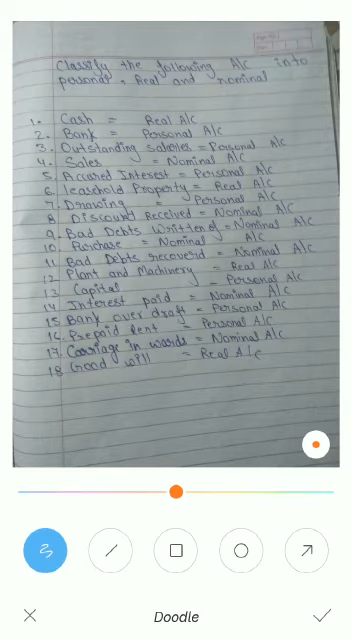 Classify the following A/c into
personal, Real and nominal
1. Cash = Real A/c
2. Bank = Personal A/c
3. Outstanding salaries = Personal A/c
4. Sales = Nominal A/c
5. Accured Interest = Personal A/c
6 leasehold Property = Real A/c
7. Drawing = Personal A/c
8 Discount Received = Nominal A/c
9. Bad Debts Written of = Nominal A/c
10. Purchase = Nominal A/c
11 Bad Debts recovered = Nominal A/c
12 Plant and Machinery = Real A/c
13 Capital = Personal A/c
14 Interest paid = Nominal A/c
15 Bank over draft = Personal A/c
16. Prepaid Rent = Personal A/c
17. Carriage in wards = Nominal A/c
18 Good will = Real A/c
Doodle